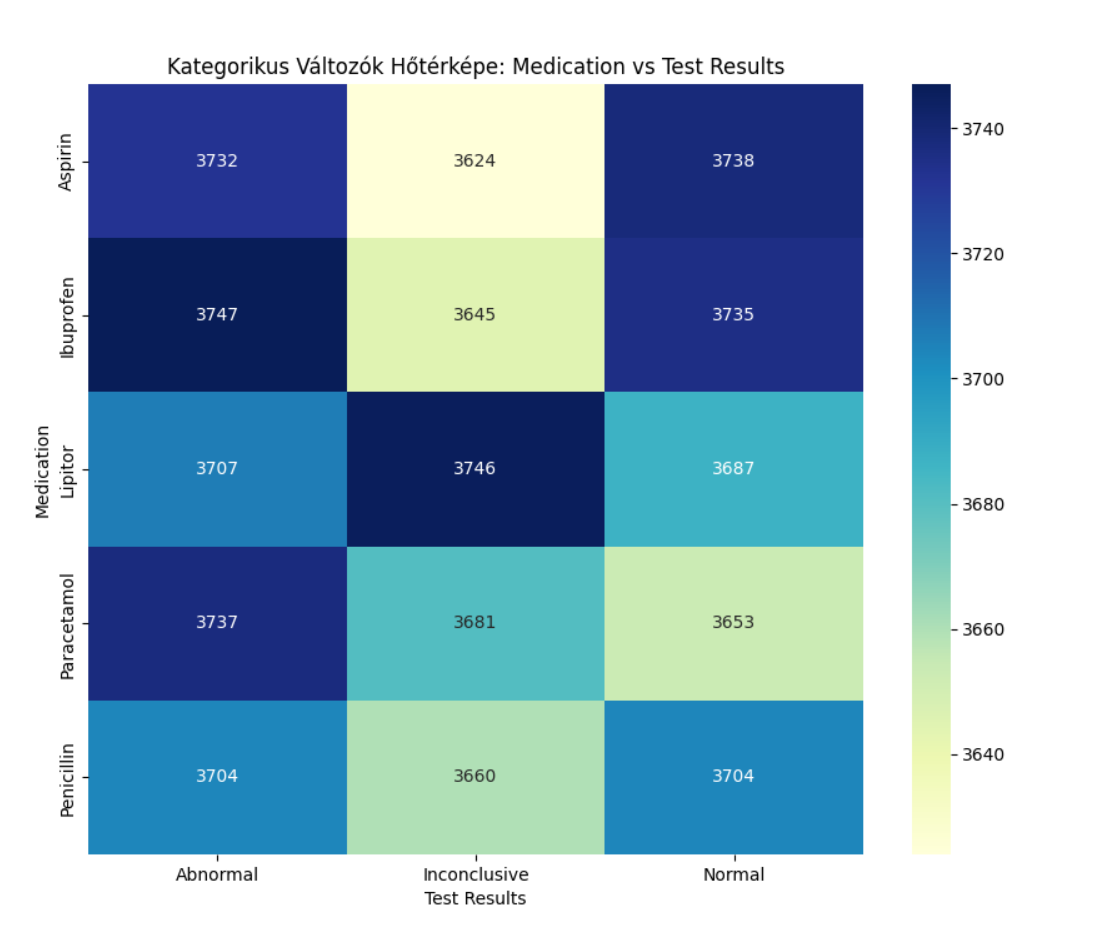 Kategorikus Változók Hőtérképe: Medication vs Test Results
Medication
Aspirin
3732 3624 3738
Ibuprofen
3747 3645 3735
Lipitor
3707 3746 3687
Paracetamol
3737 3681 3653
Penicillin
3704 3660 3704
Abnormal Inconclusive Normal
Test Results
3740
3720
3700
3680
3660
3640